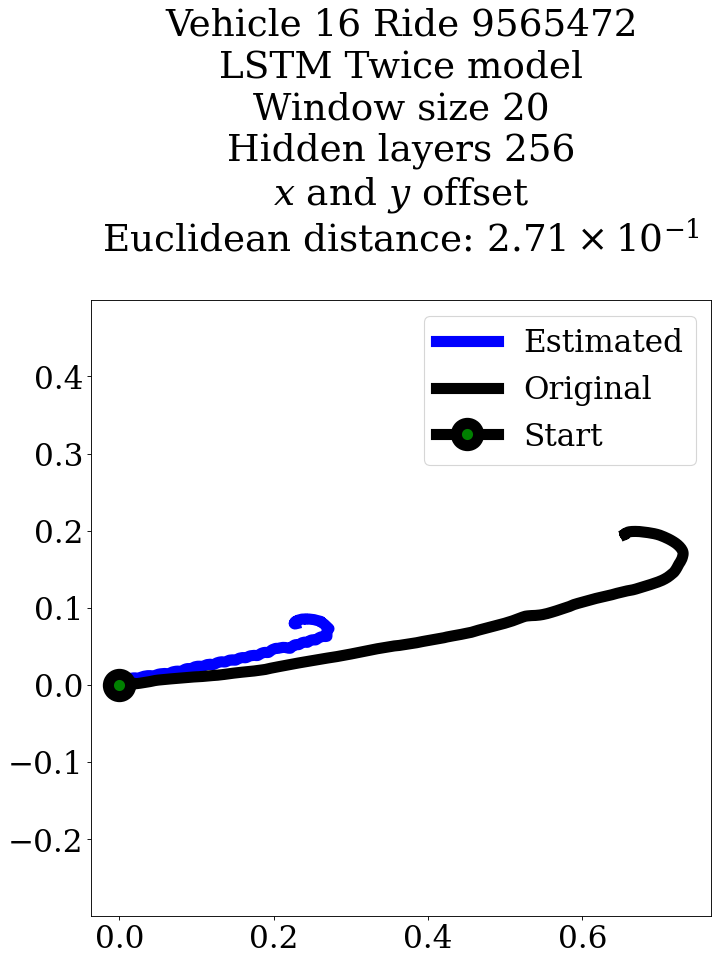 Vehicle 16 Ride 9565472
LSTM Twice model
Window size 20
Hidden layers 256
x and y offset
Euclidean distance: 2.71 × 10⁻¹
Estimated
Original
Start
0.4
0.3
0.2
0.1
0.0
−0.1
−0.2
0.0 0.2 0.4 0.6